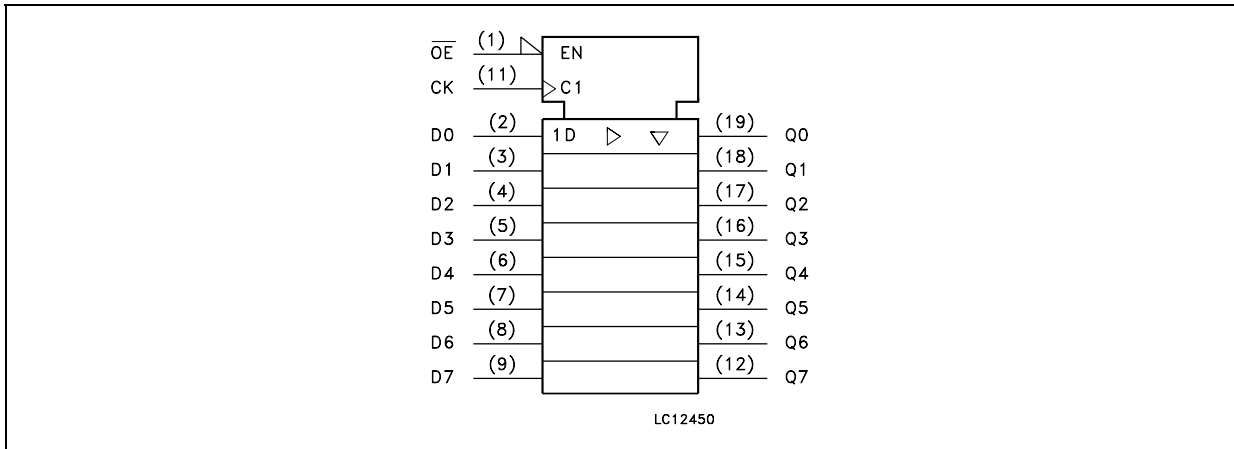 O̅E̅ (1) EN
CK (11) C1
D0 (2) 1D (19) Q0
D1 (3) (18) Q1
D2 (4) (17) Q2
D3 (5) (16) Q3
D4 (6) (15) Q4
D5 (7) (14) Q5
D6 (8) (13) Q6
D7 (9) (12) Q7
LC12450